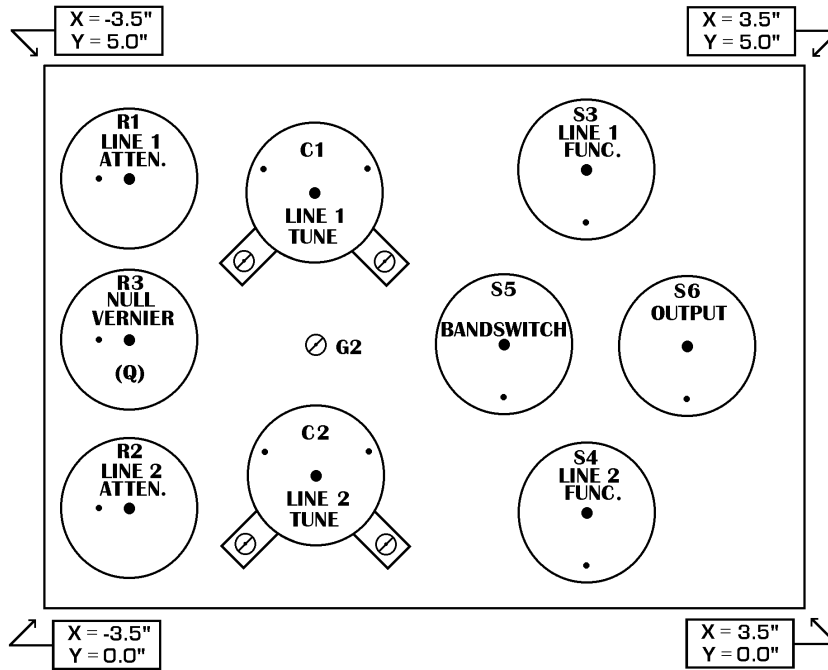 X = -3.5"
Y = 5.0"
X = 3.5"
Y = 5.0"
R1
LINE 1
ATTEN.
C1
LINE 1
TUNE
S3
LINE 1
FUNC.
R3
NULL
VERNIER
(Q)
G2
S5
BANDSWITCH
S6
OUTPUT
R2
LINE 2
ATTEN.
C2
LINE 2
TUNE
S4
LINE 2
FUNC.
X = -3.5"
Y = 0.0"
X = 3.5"
Y = 0.0"